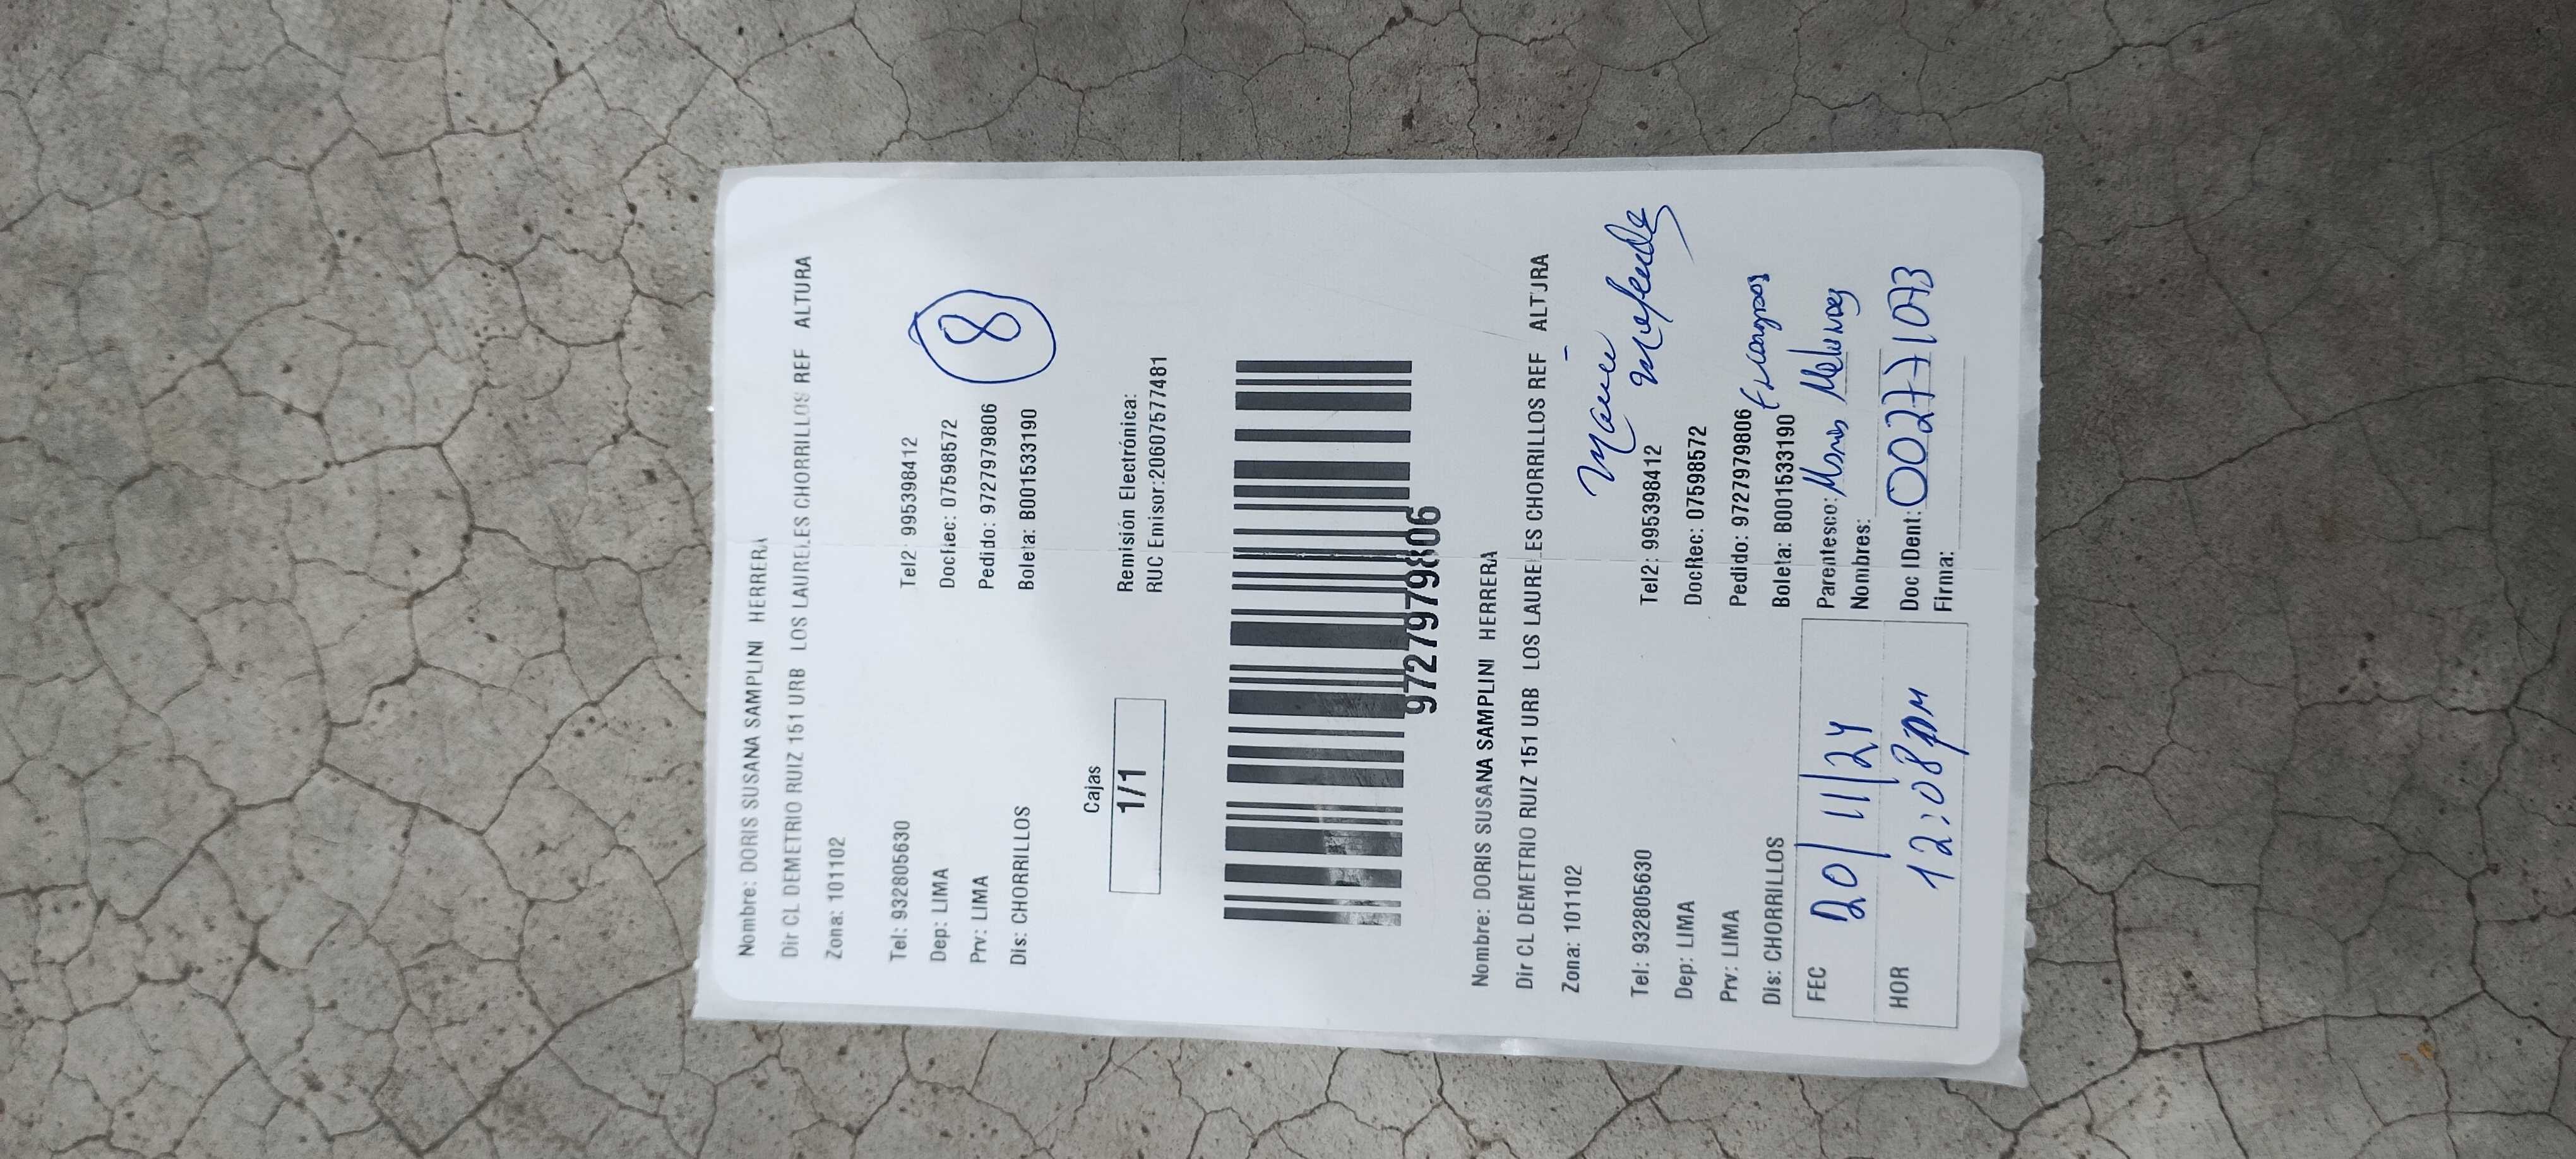 Nombre: DORIS SUSANA SAMPLINI HERRERA
Dir CL DEMETRIO RUIZ 151 URB LOS LAURELES CHORRILLOS REF ALTURA
Zona: 101102
Tel: 932805630 Tel2: 995398412
Dep: LIMA DocRec: 07598572
Prv: LIMA Pedido: 9727979806
Dis: CHORRILLOS Boleta: B001533190
8
Cajas
1/1
Remisión Electrónica:
RUC Emisor:20607577481
9727979806
Nombre: DORIS SUSANA SAMPLINI HERRERA
Dir CL DEMETRIO RUIZ 151 URB LOS LAURELES CHORRILLOS REF ALTURA
Zona: 101102
Tel: 932805630 Tel2: 995398412
Dep: LIMA DocRec: 07598572
Prv: LIMA Pedido: 9727979806
Dis: CHORRILLOS Boleta: B001533190
FEC 20/11/24 Parentesco:
Nombres:
HOR 12:08pm Doc IDent:
Firma: